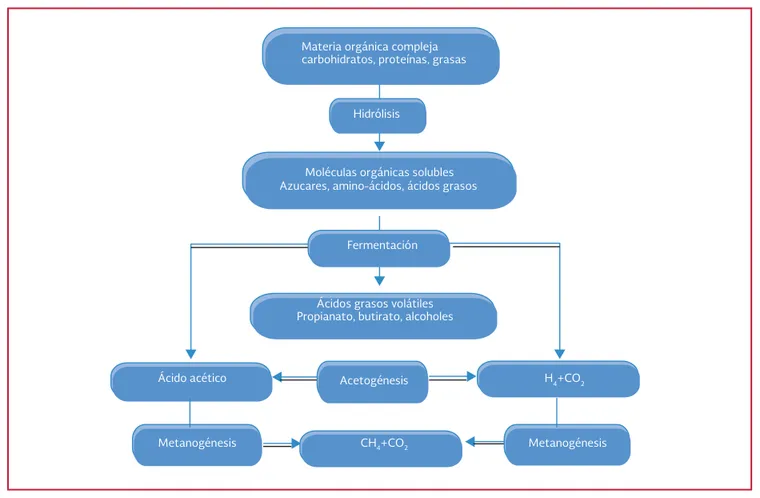 Materia orgánica compleja
carbohidratos, proteínas, grasas
Hidrólisis
Moléculas orgánicas solubles
Azucares, amino-ácidos, ácidos grasos
Fermentación
Ácidos grasos volátiles
Propianato, butirato, alcoholes
Ácido acético
Acetogénesis
H₄+CO₂
Metanogénesis
CH₄+CO₂
Metanogénesis